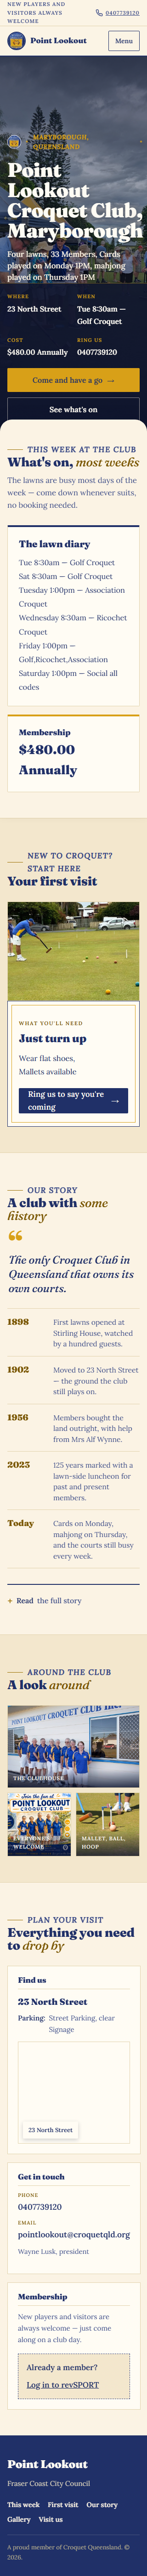 NEW PLAYERS AND
VISITORS ALWAYS
WELCOME
0407739120
Point Lookout
Menu
MARYBOROUGH,
QUEENSLAND
Point
Lookout
Croquet Club,
Maryborough
Four lawns, 33 Members. Cards
played on Monday 1PM, mahjong
played on Thursday 1PM
WHERE
WHEN
23 North Street
Tue 8:30am —
Golf Croquet
COST
RING US
$480.00 Annually
0407739120
Come and have a go →
See what's on
THIS WEEK AT THE CLUB
What's on, most weeks
The lawns are busy most days of the
week — come down whenever suits,
no booking needed.
The lawn diary
Tue 8:30am — Golf Croquet
Sat 8:30am — Golf Croquet
Tuesday 1:00pm — Association
Croquet
Wednesday 8:30am — Ricochet
Croquet
Friday 1:00pm —
Golf,Ricochet,Association
Saturday 1:00pm — Social all
codes
Membership
$480.00
Annually
NEW TO CROQUET?
START HERE
Your first visit
WHAT YOU'LL NEED
Just turn up
Wear flat shoes,
Mallets available
Ring us to say you're
coming →
OUR STORY
A club with some
history
“
The only Croquet Club in
Queensland that owns its
own courts.
1898
First lawns opened at
Stirling House, watched
by a hundred guests.
1902
Moved to 23 North Street
— the ground the club
still plays on.
1956
Members bought the
land outright, with help
from Mrs Alf Wynne.
2023
125 years marked with a
lawn-side luncheon for
past and present
members.
Today
Cards on Monday,
mahjong on Thursday,
and the courts still busy
every week.
+ Read the full story
AROUND THE CLUB
A look around
THE CLUBHOUSE
Join the fun at
POINT LOOKOUT
CROQUET CLUB
EVERYONE'S
WELCOME
MALLET, BALL,
HOOP
PLAN YOUR VISIT
Everything you need
to drop by
Find us
23 North Street
Parking: Street Parking, clear
Signage
23 North Street
Get in touch
PHONE
0407739120
EMAIL
pointlookout@croquetqld.org
Wayne Lusk, president
Membership
New players and visitors are
always welcome — just come
along on a club day.
Already a member?
Log in to revSPORT
Point Lookout
Fraser Coast City Council
This week First visit Our story
Gallery Visit us
A proud member of Croquet Queensland. ©
2026.